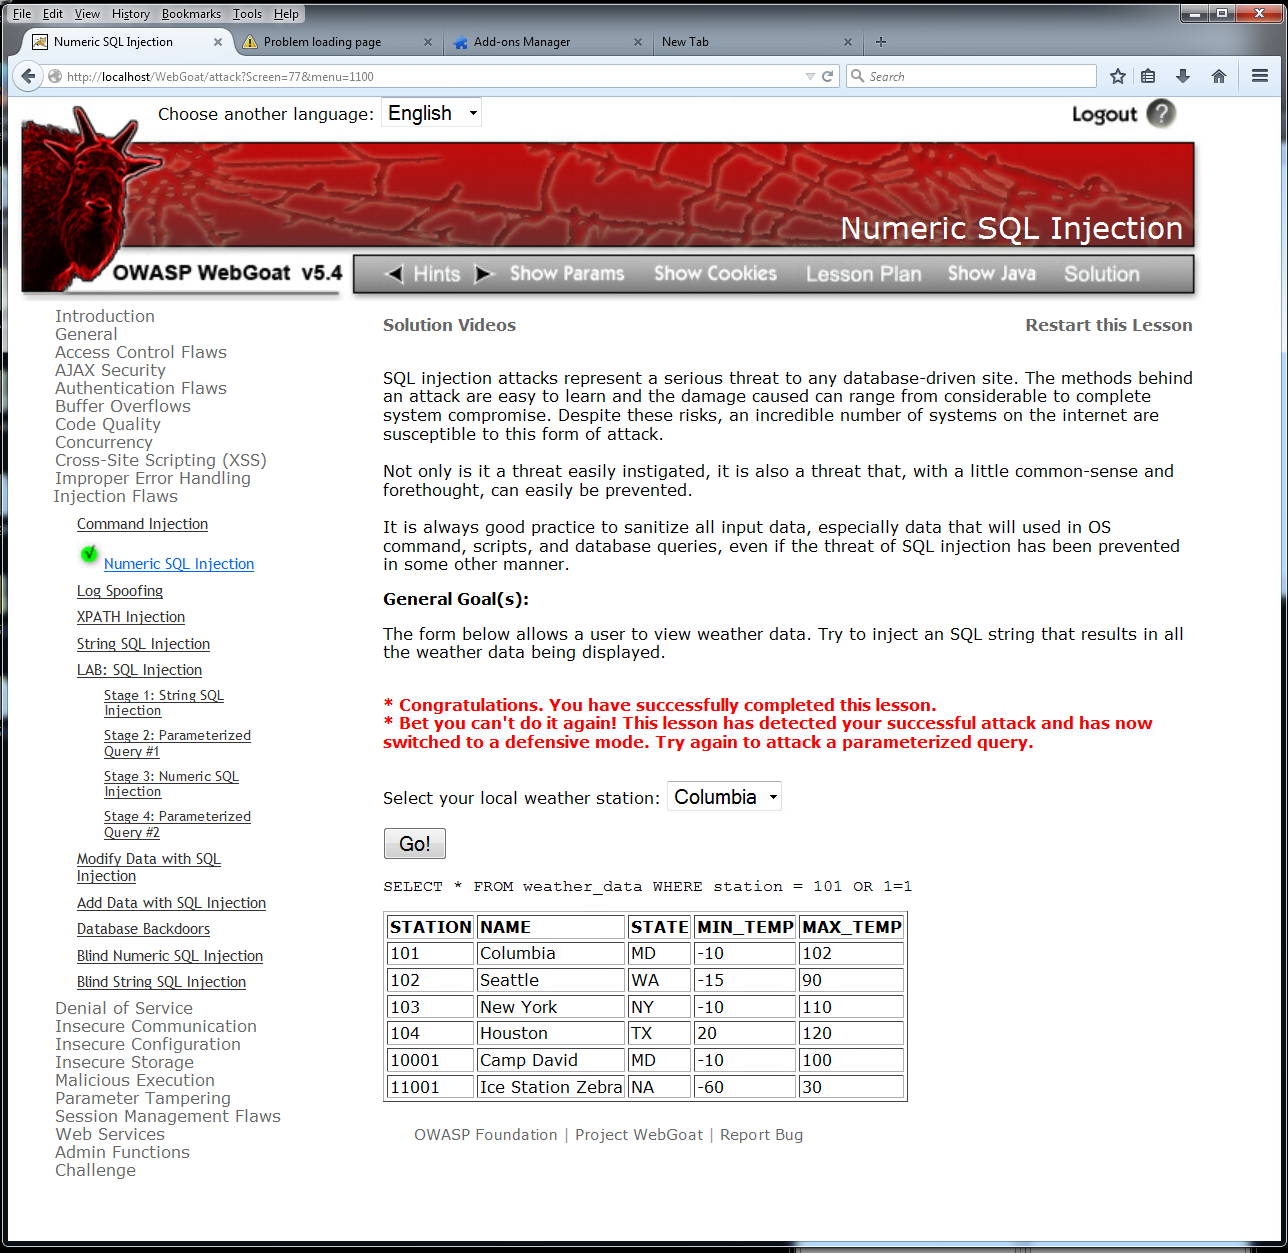 File Edit View History Bookmarks Tools Help
Numeric SQL Injection
Problem loading page
Add-ons Manager
New Tab
http://localhost/WebGoat/attack?Screen=77&menu=1100
Search
Choose another language: English
Logout ?
Numeric SQL Injection
OWASP WebGoat v5.4
Hints Show Params Show Cookies Lesson Plan Show Java Solution
Introduction
General
Access Control Flaws
AJAX Security
Authentication Flaws
Buffer Overflows
Code Quality
Concurrency
Cross-Site Scripting (XSS)
Improper Error Handling
Injection Flaws
Command Injection
Numeric SQL Injection
Log Spoofing
XPATH Injection
String SQL Injection
LAB: SQL Injection
Stage 1: String SQL
Injection
Stage 2: Parameterized
Query #1
Stage 3: Numeric SQL
Injection
Stage 4: Parameterized
Query #2
Modify Data with SQL
Injection
Add Data with SQL Injection
Database Backdoors
Blind Numeric SQL Injection
Blind String SQL Injection
Denial of Service
Insecure Communication
Insecure Configuration
Insecure Storage
Malicious Execution
Parameter Tampering
Session Management Flaws
Web Services
Admin Functions
Challenge
Solution Videos
Restart this Lesson
SQL injection attacks represent a serious threat to any database-driven site. The methods behind
an attack are easy to learn and the damage caused can range from considerable to complete
system compromise. Despite these risks, an incredible number of systems on the internet are
susceptible to this form of attack.
Not only is it a threat easily instigated, it is also a threat that, with a little common-sense and
forethought, can easily be prevented.
It is always good practice to sanitize all input data, especially data that will used in OS
command, scripts, and database queries, even if the threat of SQL injection has been prevented
in some other manner.
General Goal(s):
The form below allows a user to view weather data. Try to inject an SQL string that results in all
the weather data being displayed.
* Congratulations. You have successfully completed this lesson.
* Bet you can't do it again! This lesson has detected your successful attack and has now
switched to a defensive mode. Try again to attack a parameterized query.
Select your local weather station: Columbia
Go!
SELECT * FROM weather_data WHERE station = 101 OR 1=1
STATION NAME STATE MIN_TEMP MAX_TEMP
101 Columbia MD -10 102
102 Seattle WA -15 90
103 New York NY -10 110
104 Houston TX 20 120
10001 Camp David MD -10 100
11001 Ice Station Zebra NA -60 30
OWASP Foundation | Project WebGoat | Report Bug